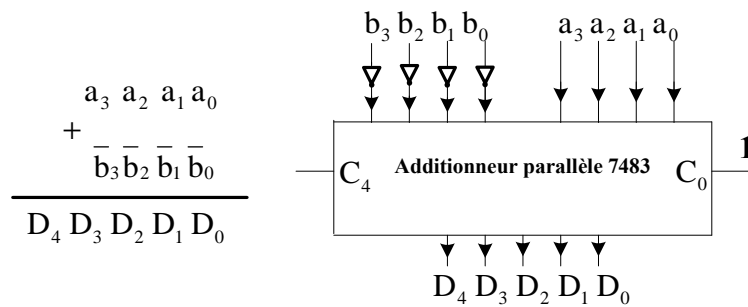 a₃ a₂ a₁ a₀
+
b̅₃ b̅₂ b̅₁ b̅₀
D₄ D₃ D₂ D₁ D₀
b₃ b₂ b₁ b₀ a₃ a₂ a₁ a₀
C₄ Additionneur parallèle 7483 C₀ 1
D₄ D₃ D₂ D₁ D₀